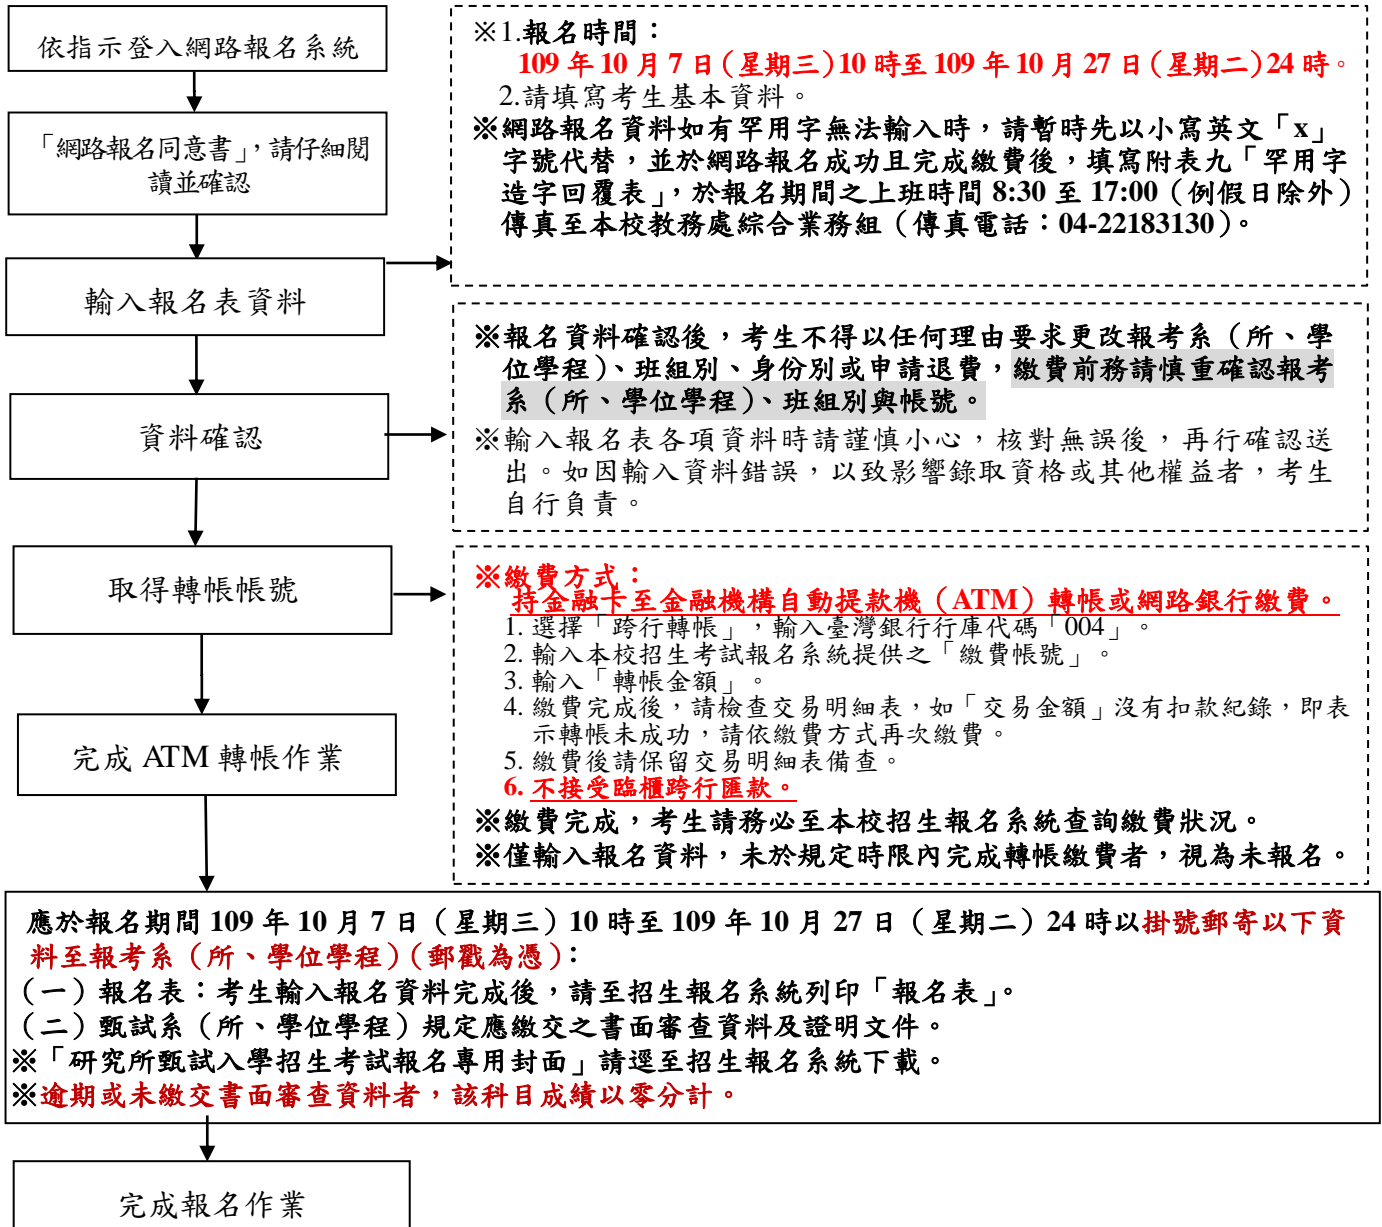 依指示登入網路報名系統
「網路報名同意書」,請仔細閱
讀並確認
輸入報名表資料
※1.報名時間:
109 年 10 月 7 日(星期三)10 時至 109 年 10 月 27 日(星期二)24 時。
2.請填寫考生基本資料。
※網路報名資料如有罕用字無法輸入時,請暫時先以小寫英文「x」
字號代替,並於網路報名成功且完成繳費後,填寫附表九「罕用字
造字回覆表」,於報名期間之上班時間 8:30 至 17:00(例假日除外)
傳真至本校教務處綜合業務組(傳真電話:04-22183130)。
資料確認
※報名資料確認後,考生不得以任何理由要求更改報考系(所、學
位學程)、班組別、身份別或申請退費,繳費前務請慎重確認報考
系(所、學位學程)、班組別與帳號。
※輸入報名表各項資料時請謹慎小心,核對無誤後,再行確認送
出。如因輸入資料錯誤,以致影響錄取資格或其他權益者,考生
自行負責。
取得轉帳帳號
完成 ATM 轉帳作業
※繳費方式:
持金融卡至金融機構自動提款機(ATM)轉帳或網路銀行繳費。
1. 選擇「跨行轉帳」,輸入臺灣銀行行庫代碼「004」。
2. 輸入本校招生考試報名系統提供之「繳費帳號」。
3. 輸入「轉帳金額」。
4. 繳費完成後,請檢查交易明細表,如「交易金額」沒有扣款紀錄,即表
示轉帳未成功,請依繳費方式再次繳費。
5. 繳費後請保留交易明細表備查。
6. 不接受臨櫃跨行匯款。
※繳費完成,考生請務必至本校招生報名系統查詢繳費狀況。
※僅輸入報名資料,未於規定時限內完成轉帳繳費者,視為未報名。
應於報名期間 109 年 10 月 7 日(星期三)10 時至 109 年 10 月 27 日(星期二)24 時以掛號郵寄以下資
料至報考系(所、學位學程)(郵戳為憑):
(一)報名表:考生輸入報名資料完成後,請至招生報名系統列印「報名表」。
(二)甄試系(所、學位學程)規定應繳交之書面審查資料及證明文件。
※「研究所甄試入學招生考試報名專用封面」請逕至招生報名系統下載。
※逾期或未繳交書面審查資料者,該科目成績以零分計。
完成報名作業